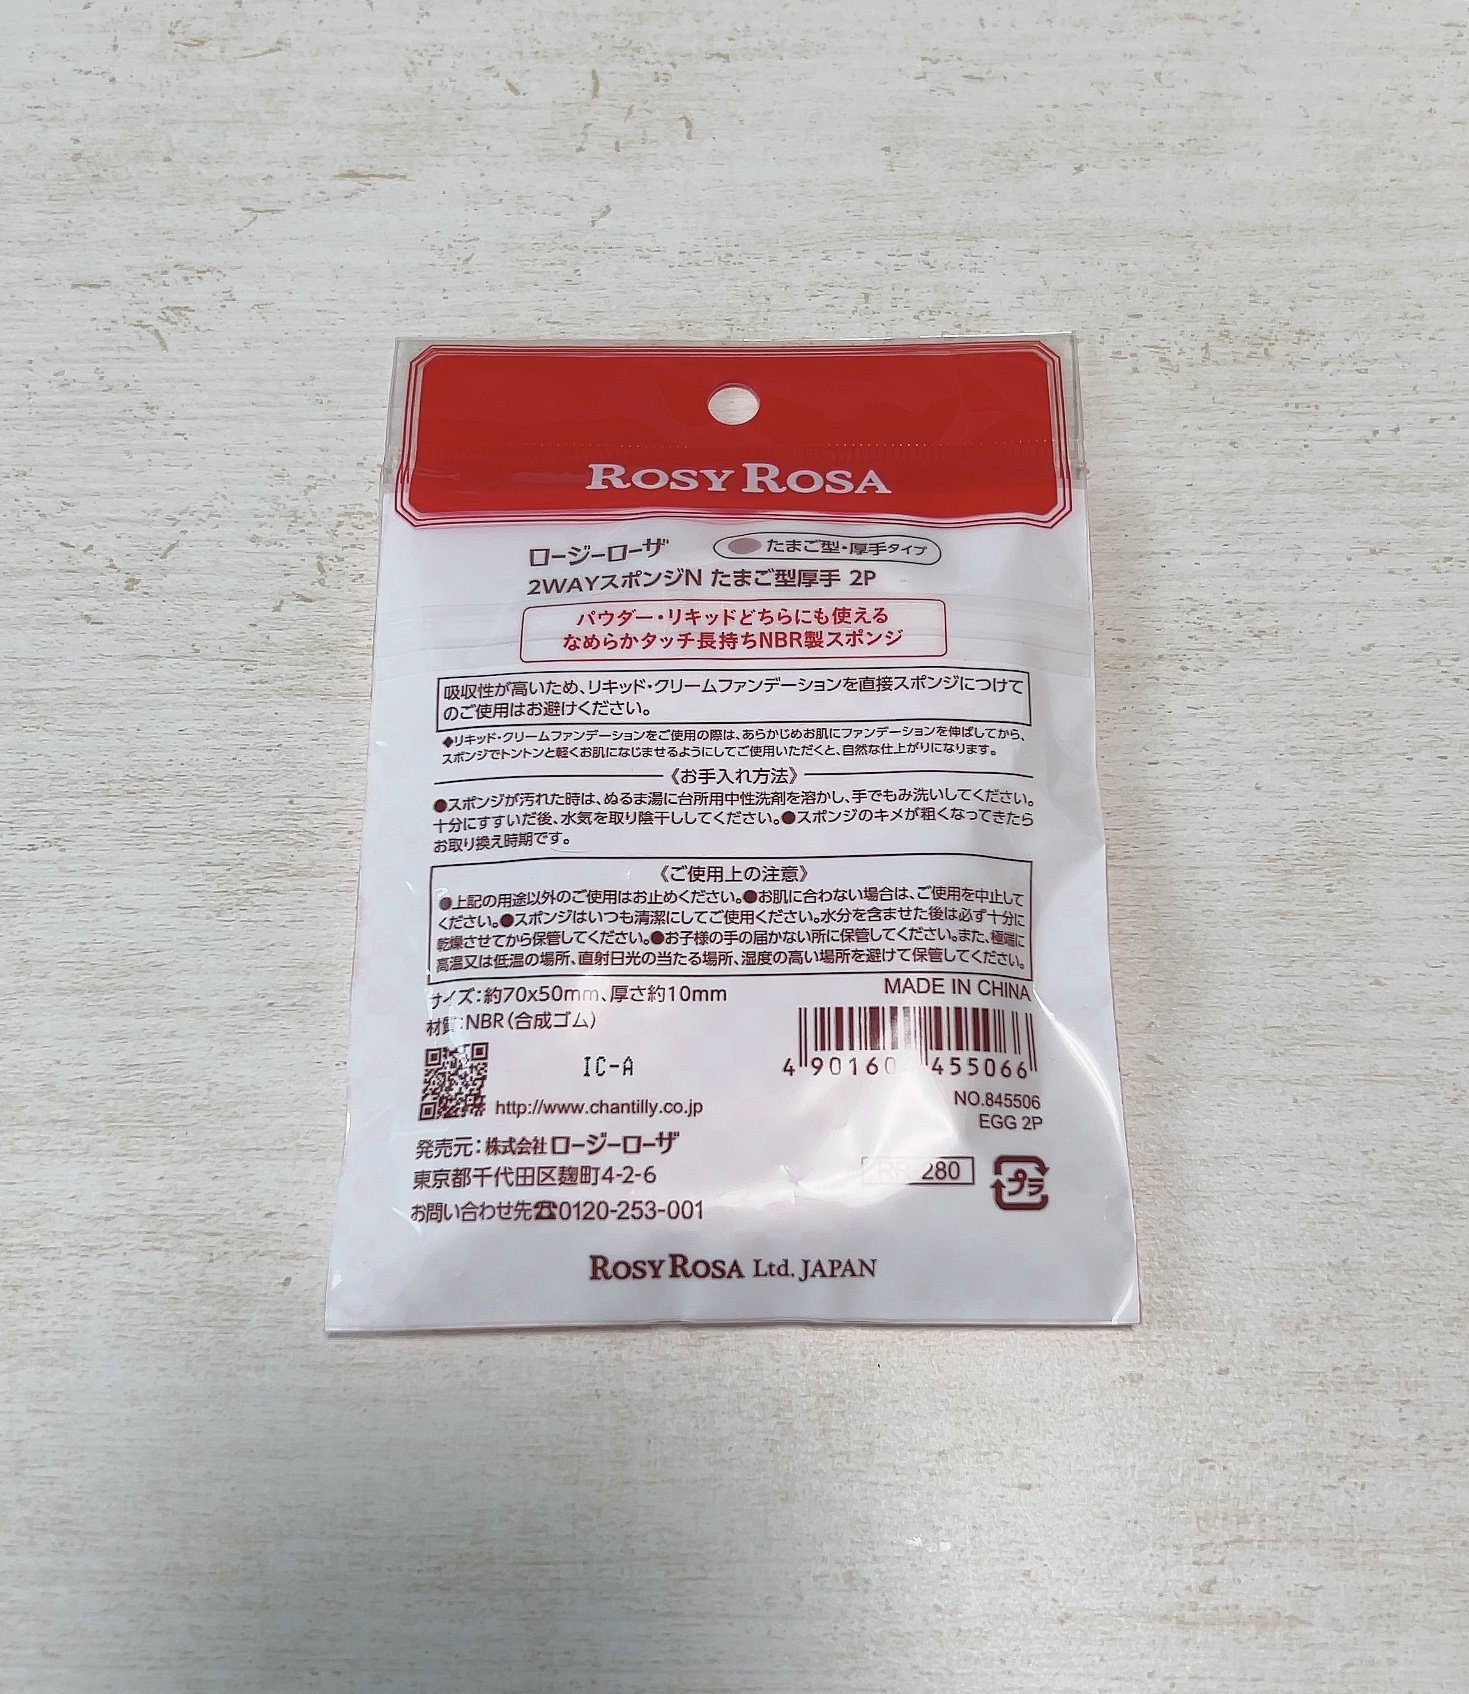 ROSY ROSA
ロージーローザ
たまご型・厚手タイプ
2WAYスポンジN たまご型厚手 2P
パウダー・リキッドどちらにも使える
なめらかタッチ長持ちNBR製スポンジ
吸収性が高いため、リキッド・クリームファンデーションを直接スポンジにつけて
のご使用はお避けください。
◆リキッド・クリームファンデーションをご使用の際は、あらかじめお肌にファンデーションを伸ばしてから、
スポンジでトントンと軽くお肌になじませるようにしてご使用いただくと、自然な仕上がりになります。
《お手入れ方法》
●スポンジが汚れた時は、ぬるま湯に台所用中性洗剤を溶かし、手でもみ洗いしてください。
十分にすすいだ後、水気を取り陰干ししてください。●スポンジのキメが粗くなってきたら
お取り換え時期です。
《ご使用上の注意》
●上記の用途以外のご使用はお止めください。●お肌に合わない場合は、ご使用を中止して
ください。●スポンジはいつも清潔にしてご使用ください。水分を含ませた後は必ず十分に
乾燥させてから保管してください。●お子様の手の届かない所に保管してください。また、極端に
高温又は低温の場所、直射日光の当たる場所、湿度の高い場所を避けて保管してください。
サイズ:約70x50mm、厚さ約10mm
MADE IN CHINA
材質:NBR(合成ゴム)
IC-A
4 90160 455066
http://www.chantilly.co.jp
NO.845506
EGG 2P
発売元:株式会社ロージーローザ
東京都千代田区麹町4-2-6
280
プラ
お問い合わせ先☎0120-253-001
ROSY ROSA Ltd. JAPAN